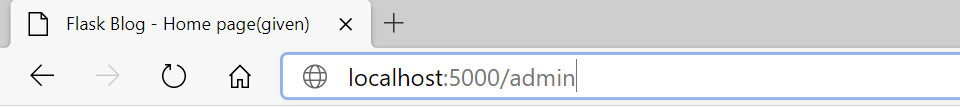 Flask Blog - Home page(given)
localhost:5000/admin